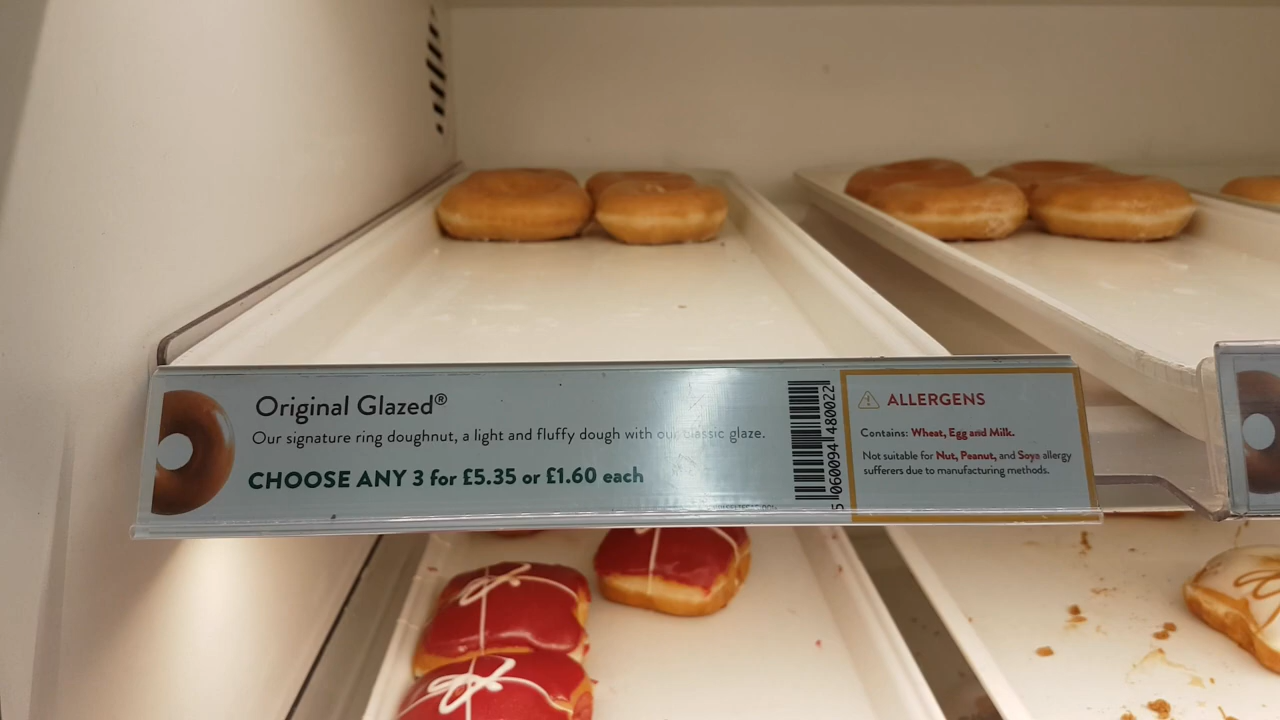 Original Glazed®
Our signature ring doughnut, a light and fluffy dough with our classic glaze.
CHOOSE ANY 3 for £5.35 or £1.60 each
5 060094 480022
ALLERGENS
Contains: Wheat, Egg and Milk.
Not suitable for Nut, Peanut, and Soya allergy
sufferers due to manufacturing methods.